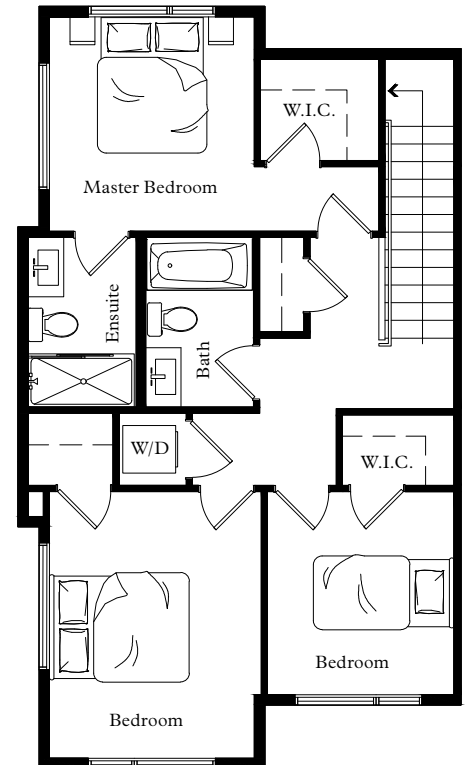 W.I.C.
Master Bedroom
Ensuite
Bath
W/D
W.I.C.
Bedroom
Bedroom